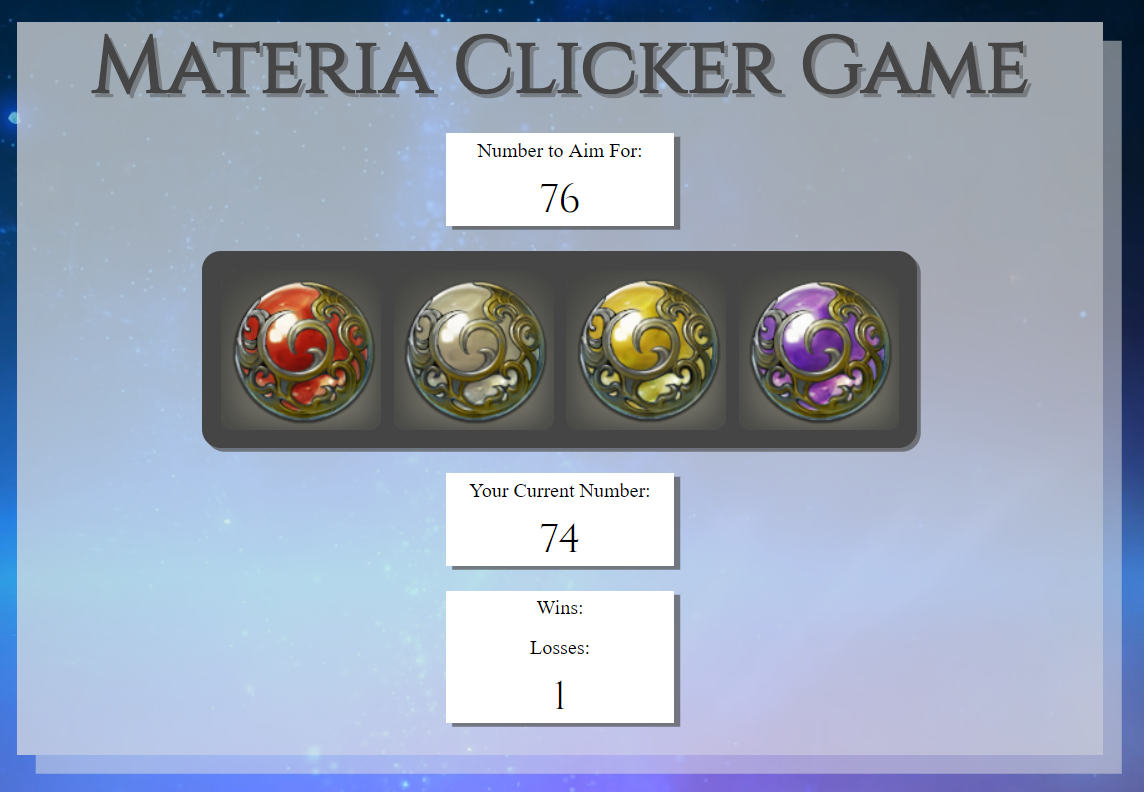 Materia Clicker Game
Number to Aim For:
76
Your Current Number:
74
Wins:
Losses:
1